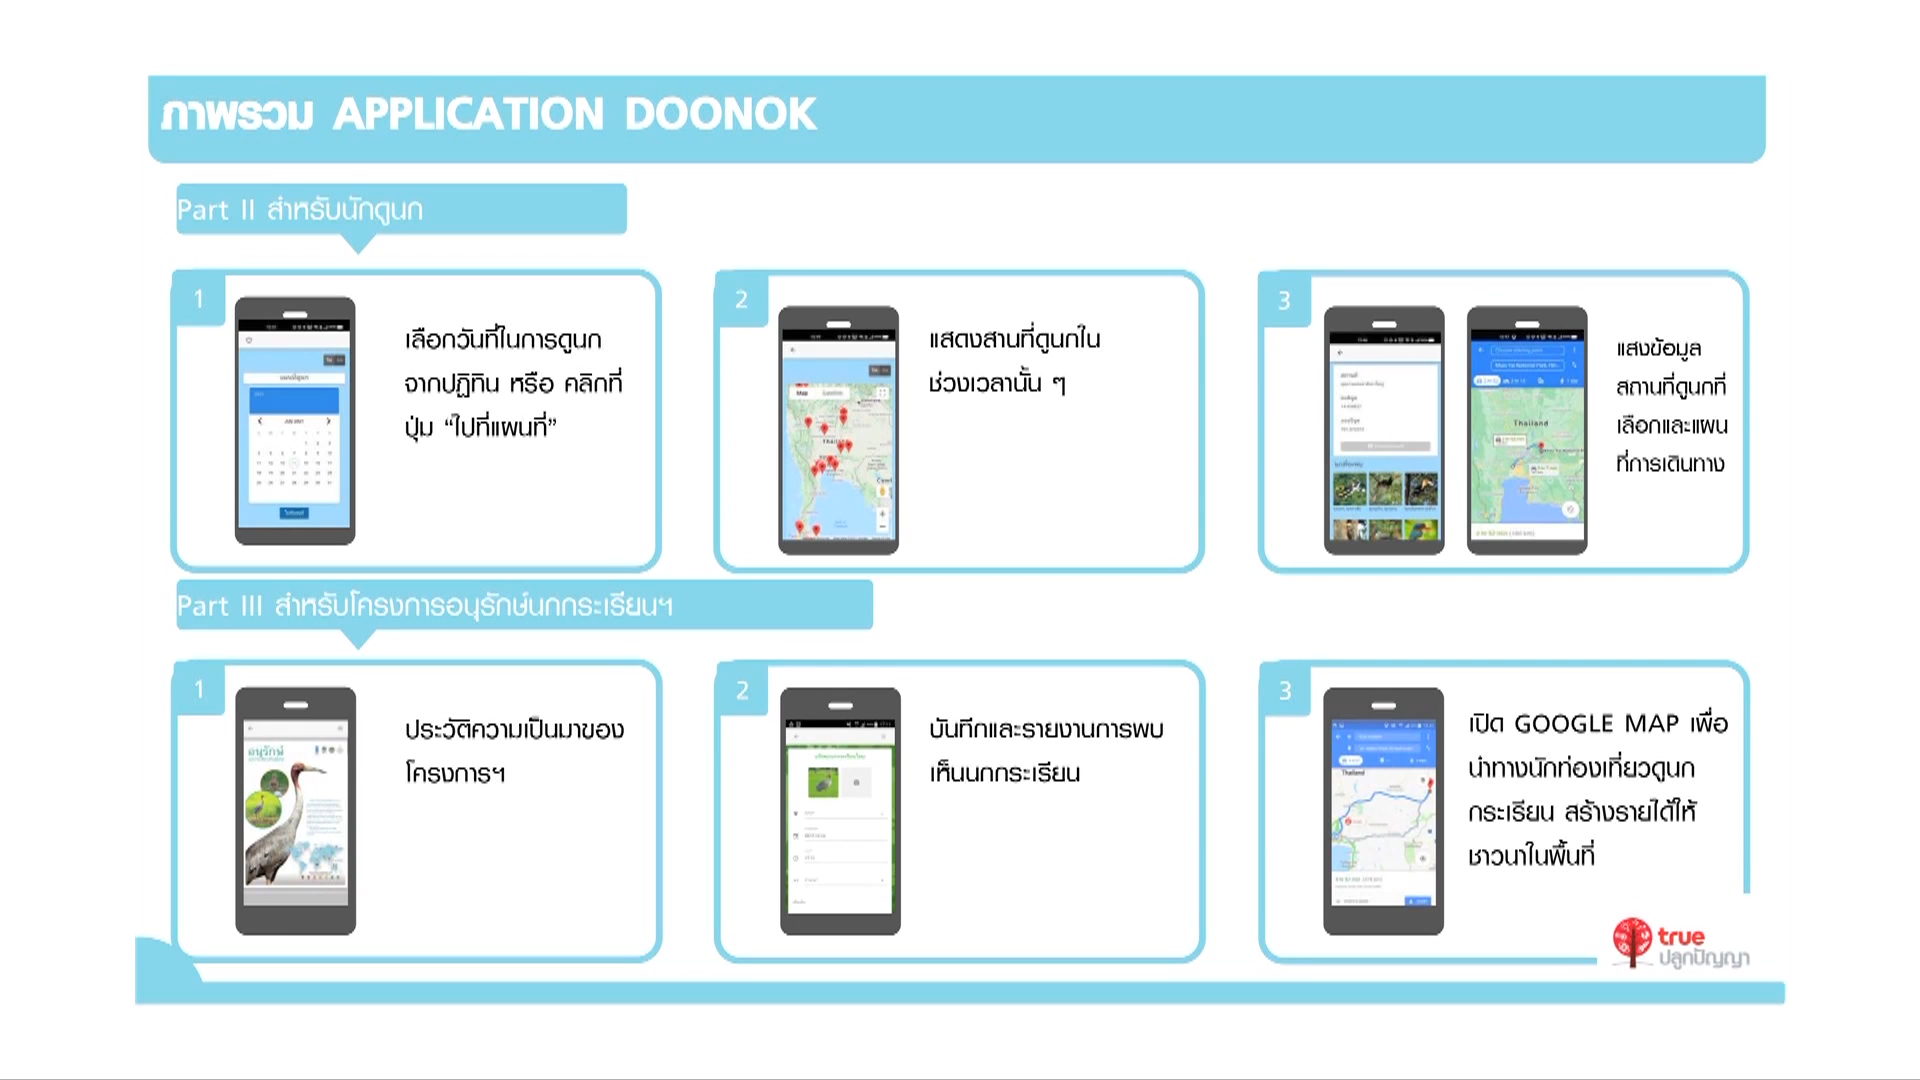 ภาพรวม APPLICATION DOONOK
Part II สำหรับนักดูนก
1
เลือกวันที่ในการดูนก
จากปฏิทิน หรือ คลิกที่
ปุ่ม “ไปที่แผนที่”
2
แสดงสานที่ดูนกใน
ช่วงเวลานั้น ๆ
Map
Thailand
3
แสงข้อมูล
สถานที่ดูนกที่
เลือกและแผน
ที่การเดินทาง
Thailand
Part III สำหรับโครงการอนุรักษ์นกกระเรียนฯ
1
อนุรักษ์
ประวัติความเป็นมาของ
โครงการฯ
2
บันทึกและรายงานการพบ
เห็นนกกระเรียน
3
Thailand
เปิด GOOGLE MAP เพื่อ
นำทางนักท่องเที่ยวดูนก
กระเรียน สร้างรายได้ให้
ชาวนาในพื้นที่
true
ปลูกปัญญา